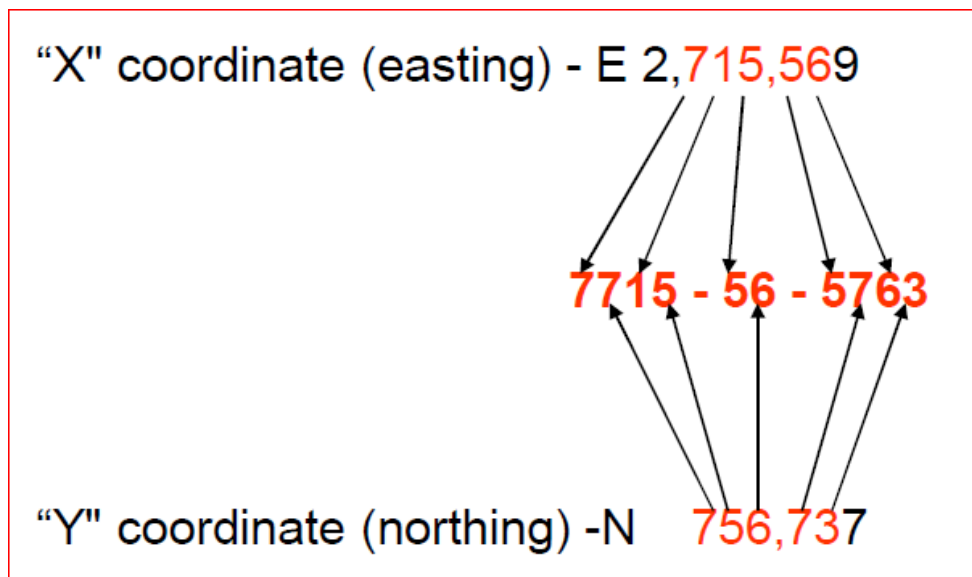 “X" coordinate (easting) - E 2,715,569
7715 - 56 - 5763
“Y" coordinate (northing) -N 756,737